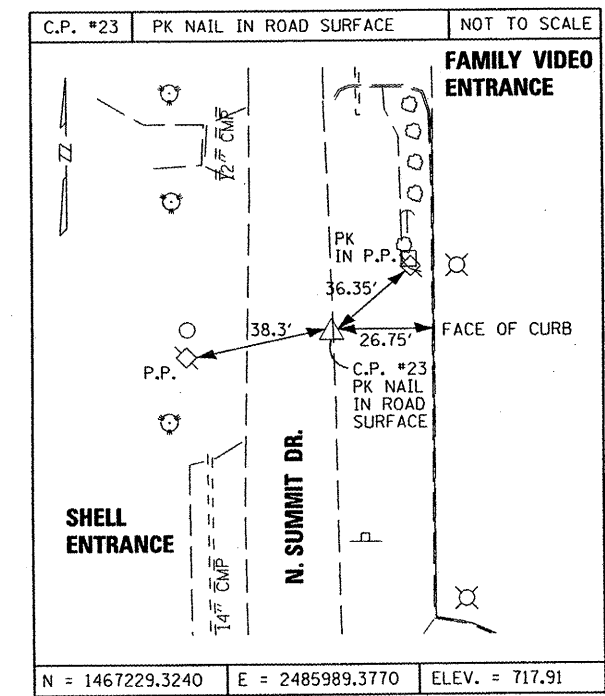 C.P. #23 PK NAIL IN ROAD SURFACE NOT TO SCALE
FAMILY VIDEO
ENTRANCE
12" CMP
PK
IN P.P.
36.35'
38.3'
26.75'
FACE OF CURB
P.P.
C.P. #23
PK NAIL
IN ROAD
SURFACE
N. SUMMIT DR.
SHELL
ENTRANCE
14" CMP
N = 1467229.3240 E = 2485989.3770 ELEV. = 717.91